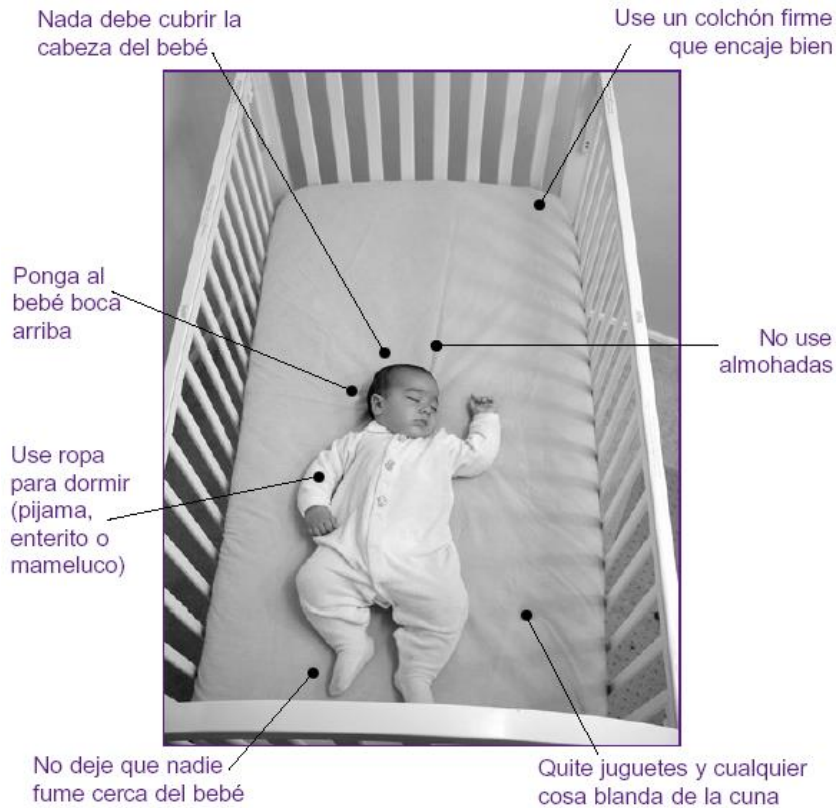 Nada debe cubrir la
cabeza del bebé
Use un colchón firme
que encaje bien
Ponga al
bebé boca
arriba
No use
almohadas
Use ropa
para dormir
(pijama,
enterito o
mameluco)
No deje que nadie
fume cerca del bebé
Quite juguetes y cualquier
cosa blanda de la cuna